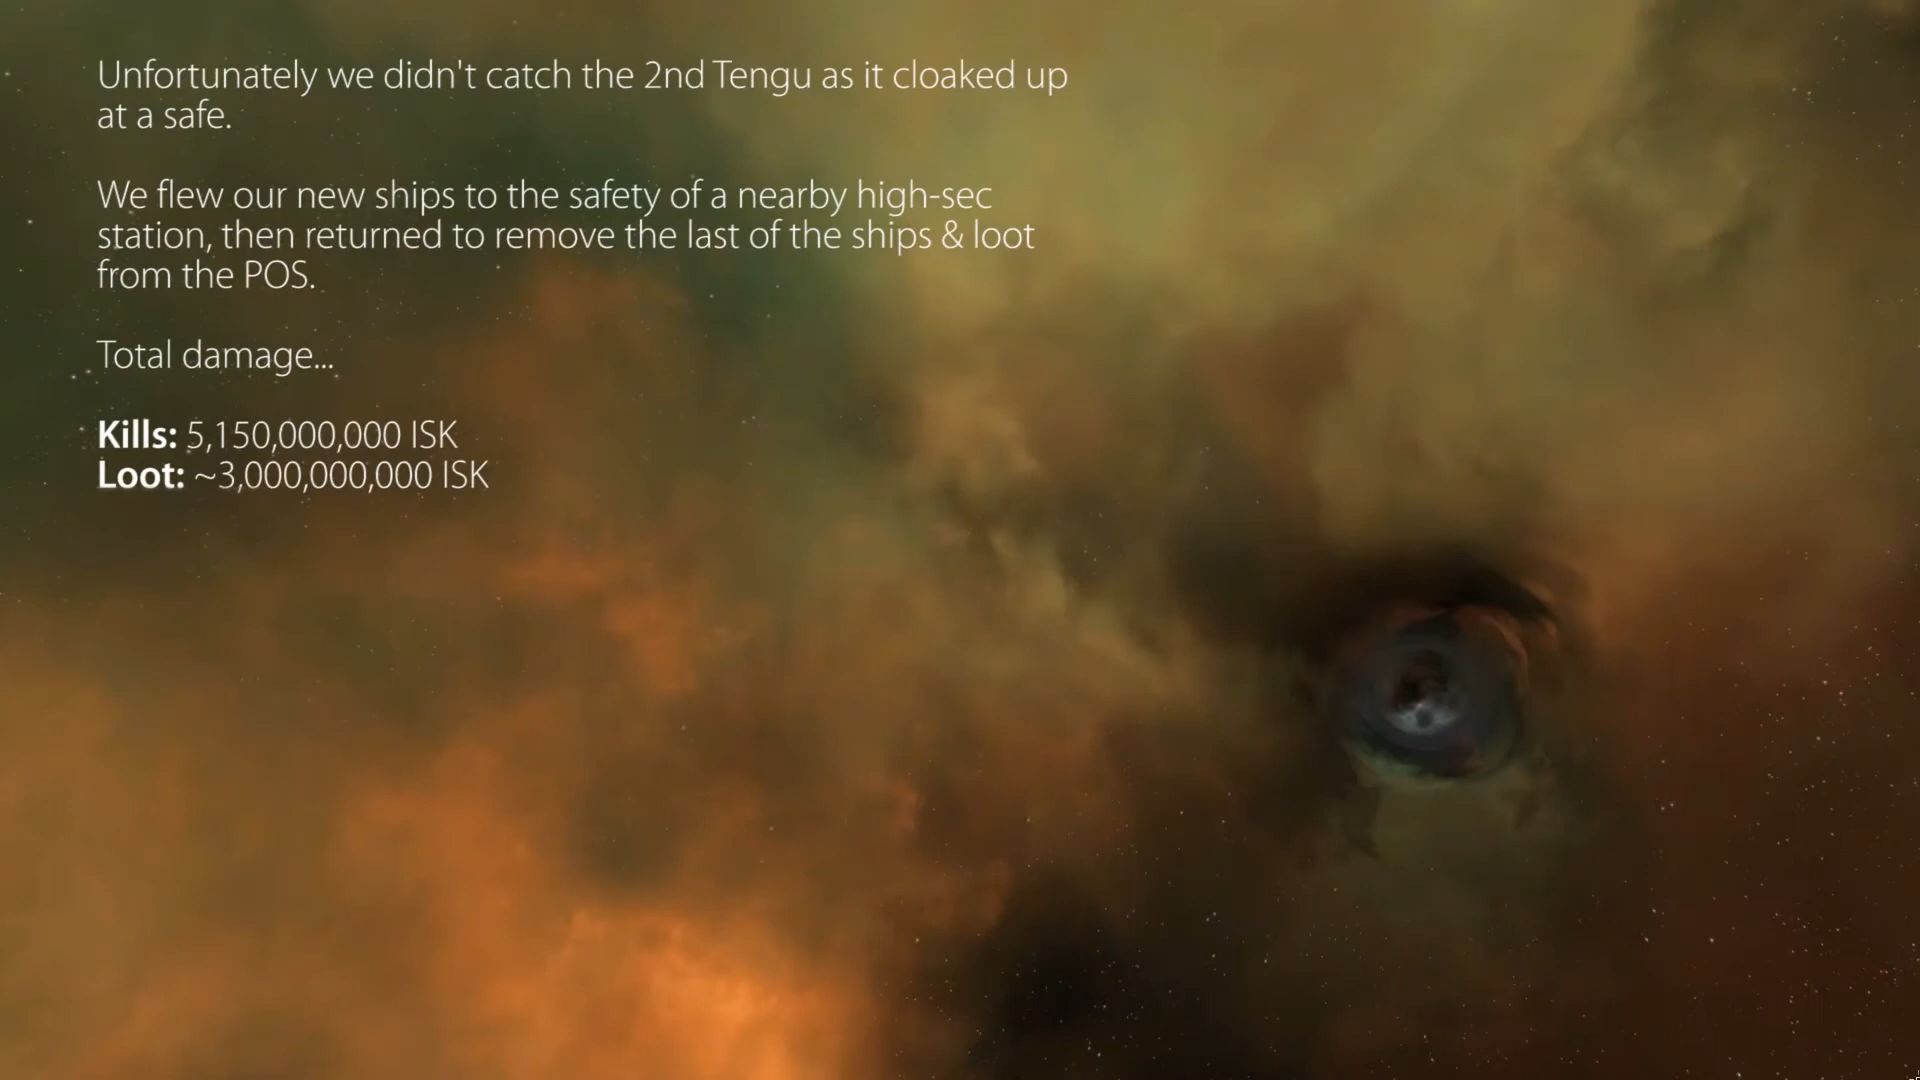 Unfortunately we didn't catch the 2nd Tengu as it cloaked up
at a safe.
We flew our new ships to the safety of a nearby high-sec
station, then returned to remove the last of the ships & loot
from the POS.
Total damage...
Kills: 5,150,000,000 ISK
Loot: ~3,000,000,000 ISK